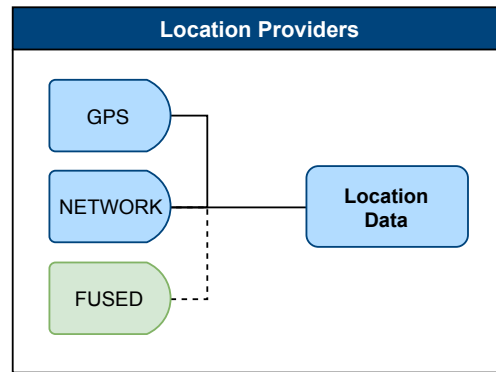 Location Providers
GPS
NETWORK
Location
Data
FUSED